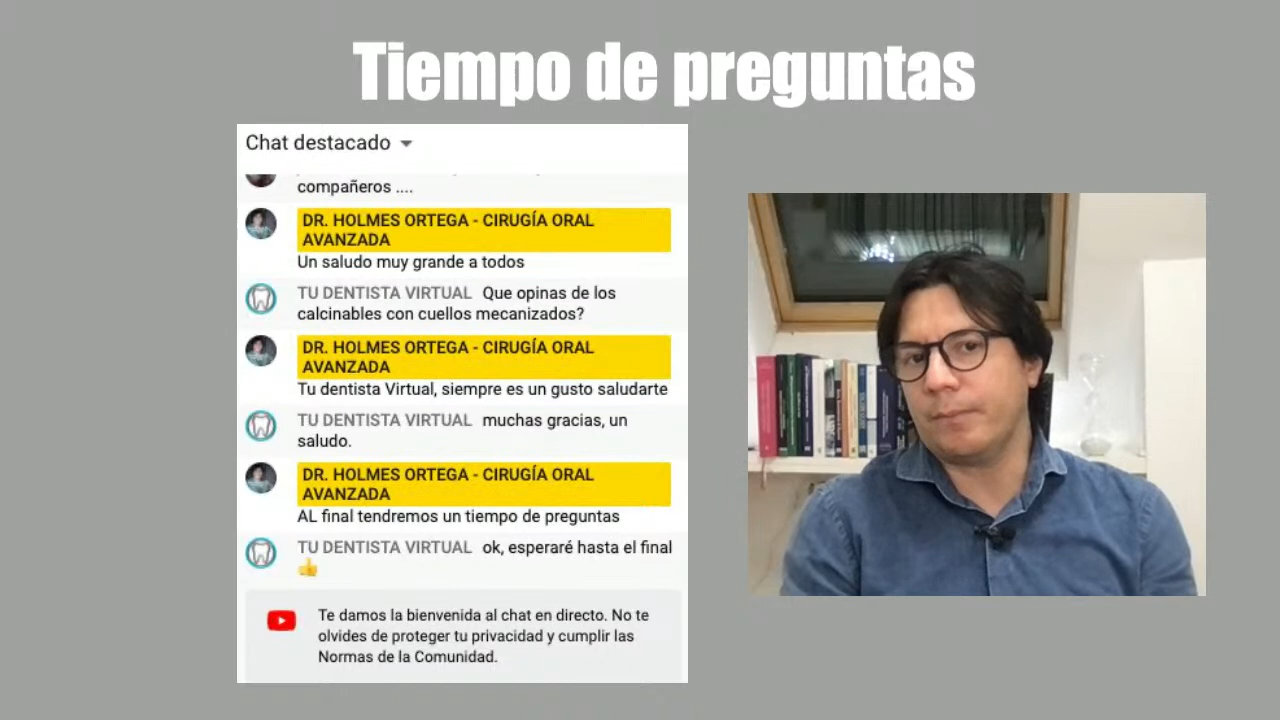 Tiempo de preguntas
Chat destacado
compañeros ....
DR. HOLMES ORTEGA - CIRUGÍA ORAL
AVANZADA
Un saludo muy grande a todos
TU DENTISTA VIRTUAL Que opinas de los
calcinables con cuellos mecanizados?
DR. HOLMES ORTEGA - CIRUGÍA ORAL
AVANZADA
Tu dentista Virtual, siempre es un gusto saludarte
TU DENTISTA VIRTUAL muchas gracias, un
saludo.
DR. HOLMES ORTEGA - CIRUGÍA ORAL
AVANZADA
AL final tendremos un tiempo de preguntas
TU DENTISTA VIRTUAL ok, esperaré hasta el final
👍
Te damos la bienvenida al chat en directo. No te
olvides de proteger tu privacidad y cumplir las
Normas de la Comunidad.